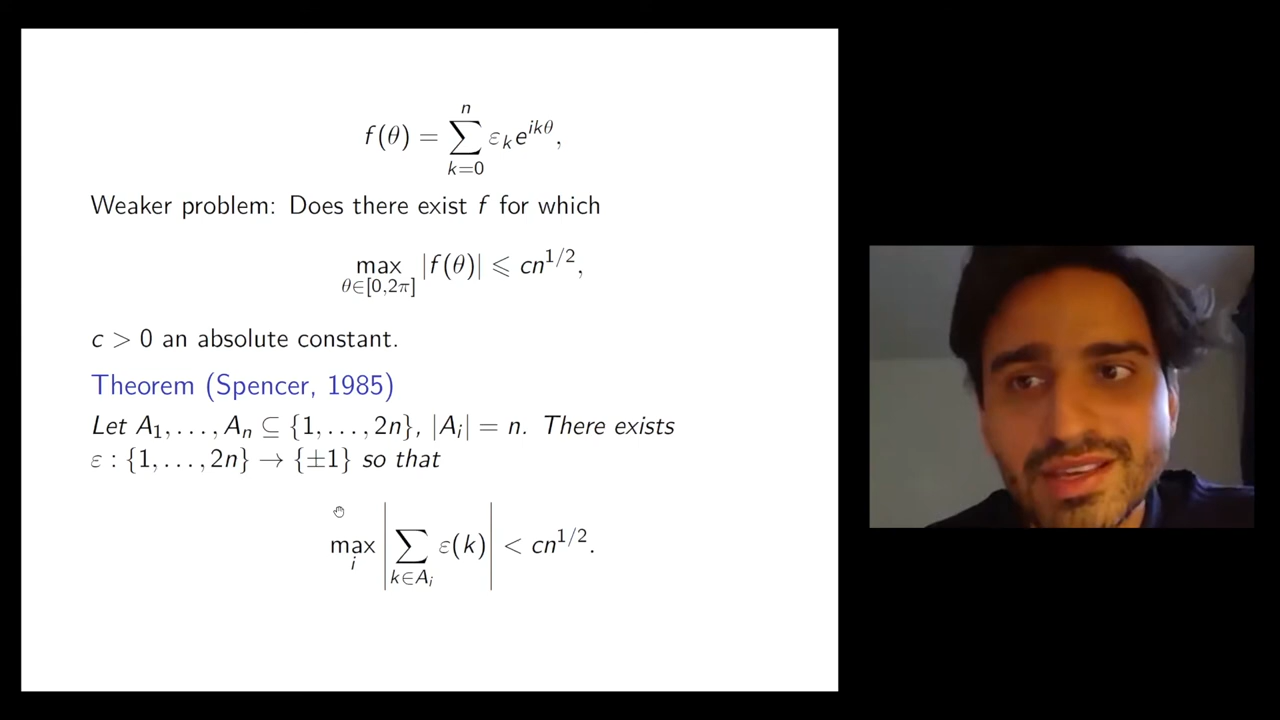 f(θ) = ∑_{k=0}^{n} ε_k e^{ikθ},
Weaker problem: Does there exist f for which
max_{θ∈[0,2π]} |f(θ)| ⩽ cn^{1/2},
c > 0 an absolute constant.
Theorem (Spencer, 1985)
Let A_1, . . . , A_n ⊆ {1, . . . , 2n}, |A_i| = n. There exists
ε : {1, . . . , 2n} → {±1} so that
max_i |∑_{k∈A_i} ε(k)| < cn^{1/2}.